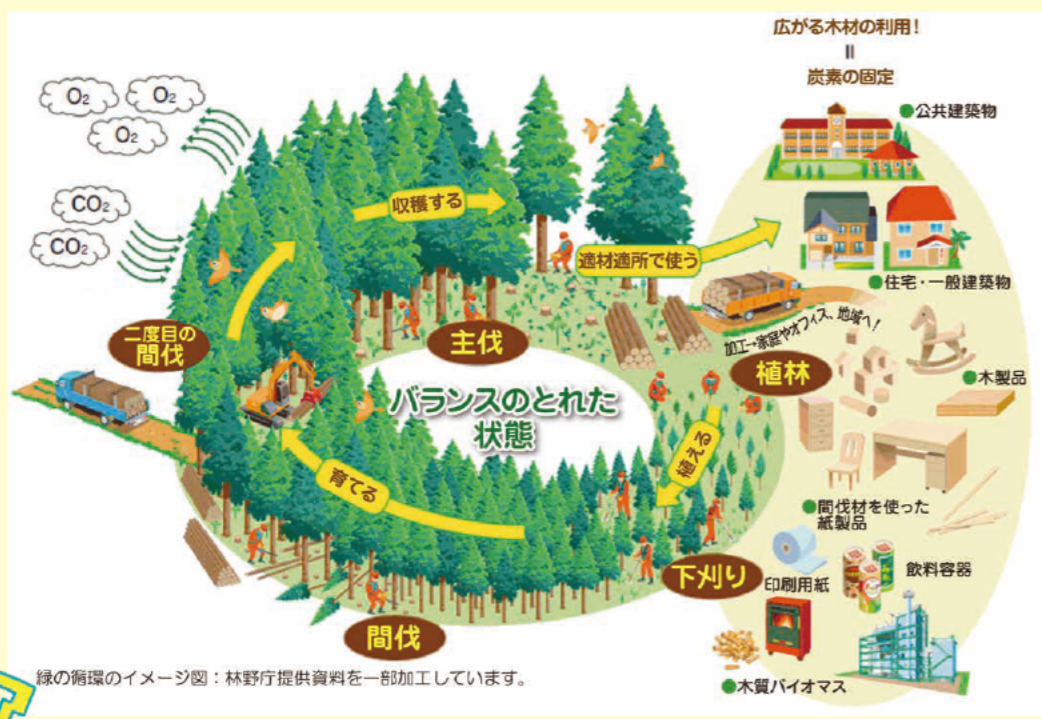 広がる木材の利用！
＝
炭素の固定
O₂
O₂
O₂
CO₂
CO₂
収穫する
適材適所で使う
●公共建築物
●住宅・一般建築物
加工→家庭やオフィス、地域へ！
二度目の
間伐
主伐
植林
●木製品
バランスのとれた
状態
植える
育てる
●間伐材を使った
紙製品
下刈り
印刷用紙
飲料容器
間伐
●木質バイオマス
緑の循環のイメージ図：林野庁提供資料を一部加工しています。